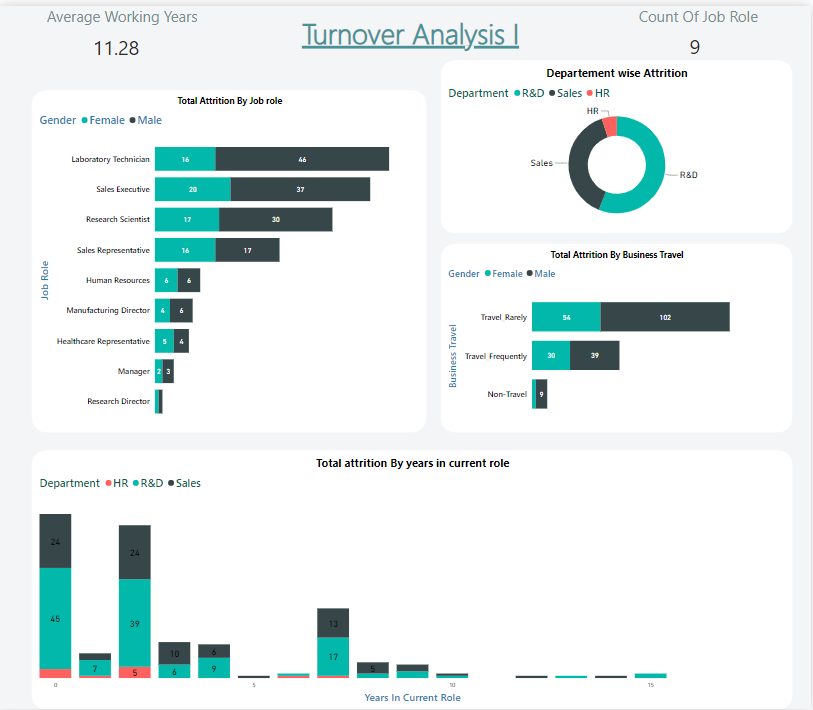 Average Working Years
11.28
Turnover Analysis I
Count Of Job Role
9
Total Attrition By Job role
Gender Female Male
Job Role
Laboratory Technician 16 46
Sales Executive 20 37
Research Scientist 17 30
Sales Representative 16 17
Human Resources 6 6
Manufacturing Director 4 6
Healthcare Representative 5 4
Manager 2 3
Research Director
Departement wise Attrition
Department R&D Sales HR
HR
Sales
R&D
Total Attrition By Business Travel
Gender Female Male
Business Travel
Travel Rarely 54 102
Travel Frequently 30 39
Non-Travel 9
Total attrition By years in current role
Department HR R&D Sales
24 24
45 39 10 6 13
7 5 6 9 17 5
0 5 10 15
Years In Current Role